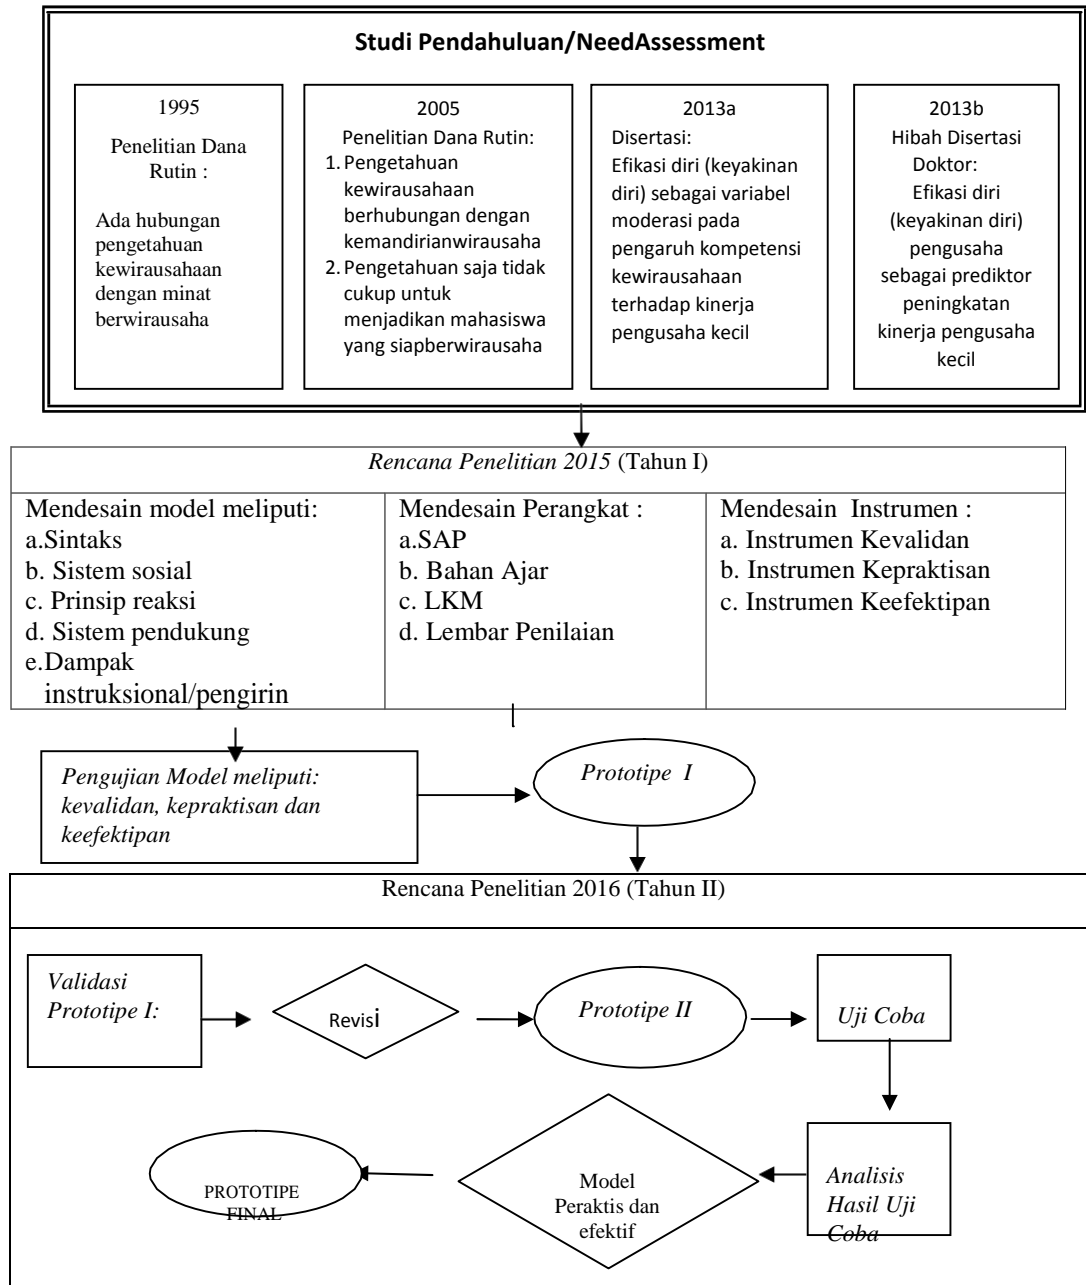 Studi Pendahuluan/NeedAssessment
1995
Penelitian Dana
Rutin :
Ada hubungan
pengetahuan
kewirausahaan
dengan minat
berwirausaha
2005
Penelitian Dana Rutin:
1. Pengetahuan
kewirausahaan
berhubungan dengan
kemandirianwirausaha
2. Pengetahuan saja tidak
cukup untuk
menjadikan mahasiswa
yang siapberwirausaha
2013a
Disertasi:
Efikasi diri (keyakinan
diri) sebagai variabel
moderasi pada
pengaruh kompetensi
kewirausahaan
terhadap kinerja
pengusaha kecil
2013b
Hibah Disertasi
Doktor:
Efikasi diri
(keyakinan diri)
pengusaha
sebagai prediktor
peningkatan
kinerja pengusaha
kecil
Rencana Penelitian 2015 (Tahun I)
Mendesain model meliputi:
a.Sintaks
b. Sistem sosial
c. Prinsip reaksi
d. Sistem pendukung
e.Dampak
instruksional/pengirin
Mendesain Perangkat :
a.SAP
b. Bahan Ajar
c. LKM
d. Lembar Penilaian
Mendesain Instrumen :
a. Instrumen Kevalidan
b. Instrumen Kepraktisan
c. Instrumen Keefektipan
Pengujian Model meliputi:
kevalidan, kepraktisan dan
keefektipan
Prototipe I
Rencana Penelitian 2016 (Tahun II)
Validasi
Prototipe I:
Revisi
Prototipe II
Uji Coba
PROTOTIPE
FINAL
Model
Peraktis dan
efektif
Analisis
Hasil Uji
Coba